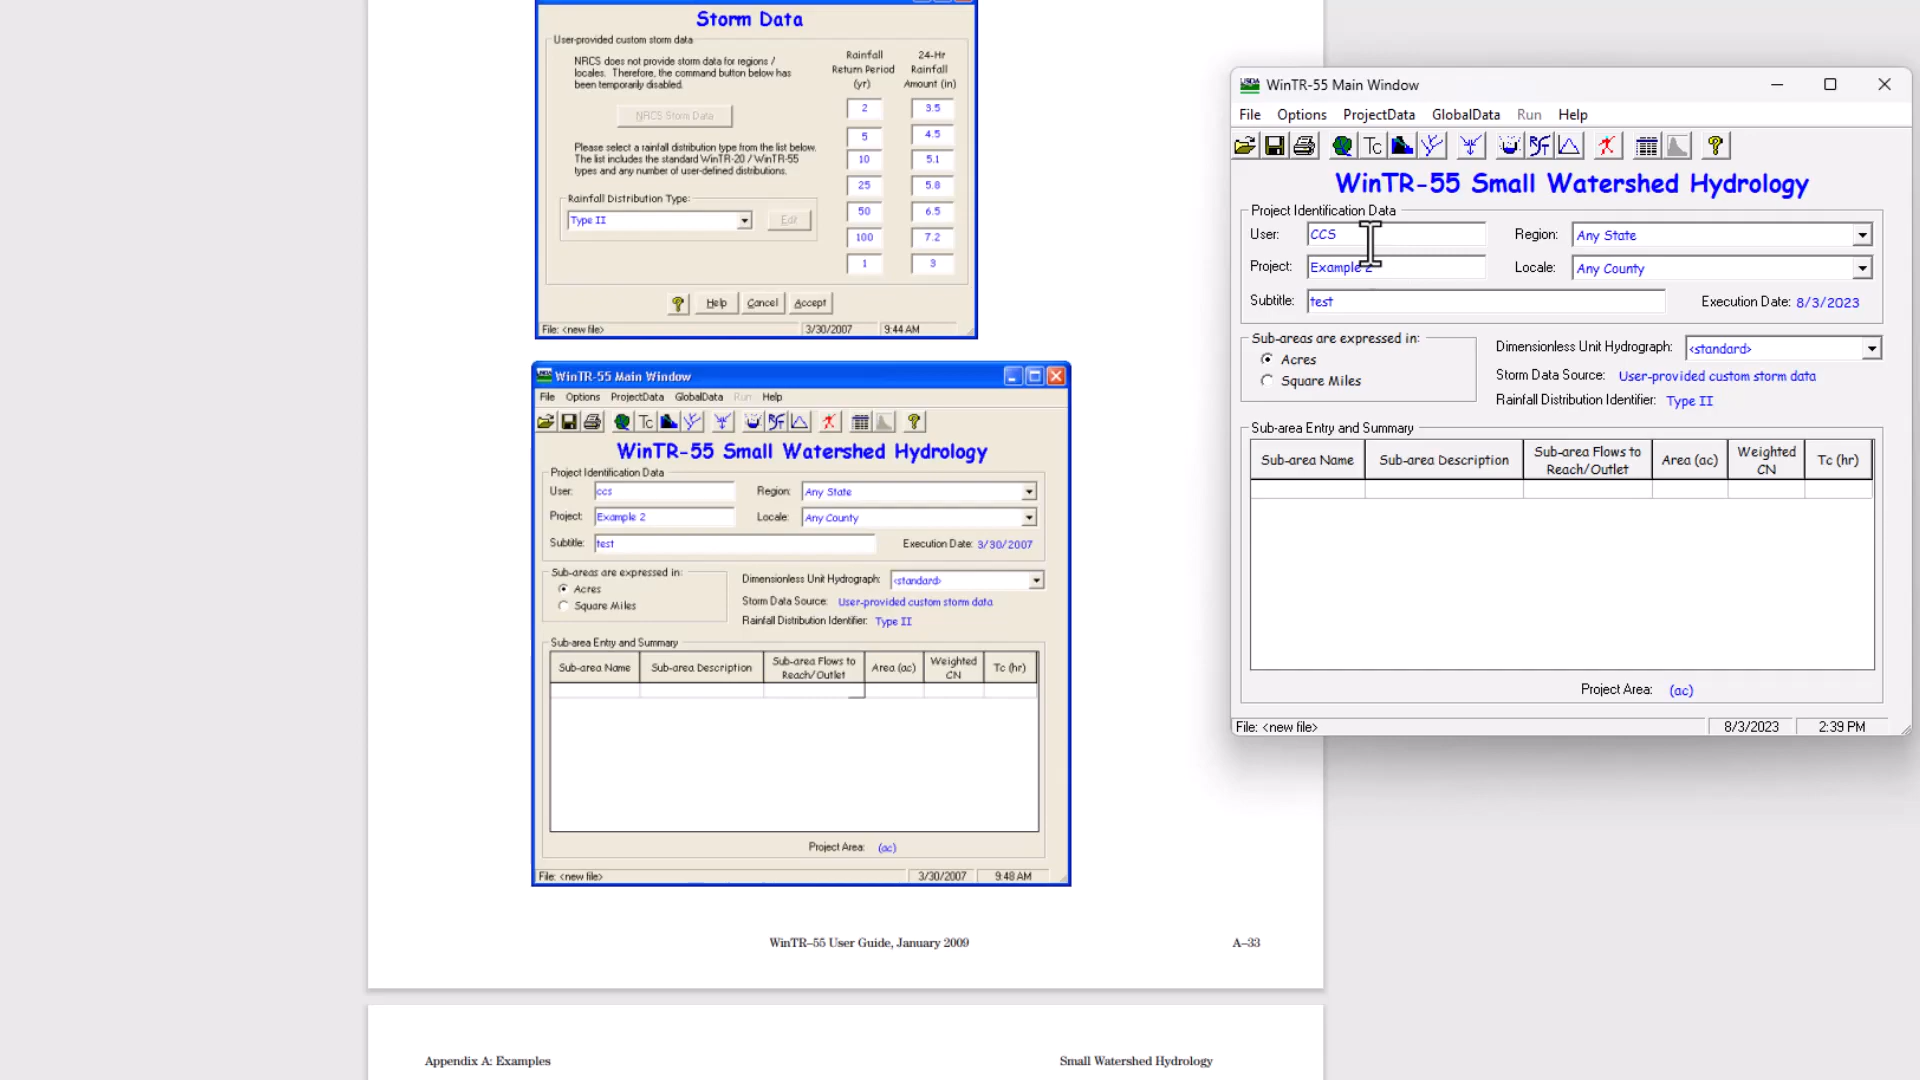 Storm Data
User-provided custom storm data
NRCS does not provide storm data for regions /
locales. Therefore, the command button below has
been temporarily disabled.
NRCS Storm Data
Please select a rainfall distribution type from the list below.
The list includes the standard WinTR-20 / WinTR-55
types and any number of user-defined distributions.
Rainfall Distribution Type:
Type II
Edit
Rainfall
Return Period
(yr)
24-Hr
Rainfall
Amount (in)
2 3.5
5 4.5
10 5.1
25 5.8
50 6.5
100 7.2
1 3
? Help Cancel Accept
File: <new file> 3/30/2007 9:44 AM
WinTR-55 Main Window
File Options ProjectData GlobalData Run Help
Tc ?
WinTR-55 Small Watershed Hydrology
Project Identification Data
User: ccs Region: Any State
Project: Example 2 Locale: Any County
Subtitle: test Execution Date: 3/30/2007
Sub-areas are expressed in:
Acres
Square Miles
Dimensionless Unit Hydrograph: <standard>
Storm Data Source: User-provided custom storm data
Rainfall Distribution Identifier: Type II
Sub-area Entry and Summary
Sub-area Name Sub-area Description Sub-area Flows to Reach/Outlet Area (ac) Weighted CN Tc (hr)
Project Area: (ac)
File: <new file> 3/30/2007 9:48 AM
WinTR–55 User Guide, January 2009 A–33
Appendix A: Examples Small Watershed Hydrology
USDA WinTR-55 Main Window
File Options ProjectData GlobalData Run Help
Tc ?
WinTR-55 Small Watershed Hydrology
Project Identification Data
User: CCS Region: Any State
Project: Example 2 Locale: Any County
Subtitle: test Execution Date: 8/3/2023
Sub-areas are expressed in:
Acres
Square Miles
Dimensionless Unit Hydrograph: <standard>
Storm Data Source: User-provided custom storm data
Rainfall Distribution Identifier: Type II
Sub-area Entry and Summary
Sub-area Name Sub-area Description Sub-area Flows to Reach/Outlet Area (ac) Weighted CN Tc (hr)
Project Area: (ac)
File: <new file> 8/3/2023 2:39 PM